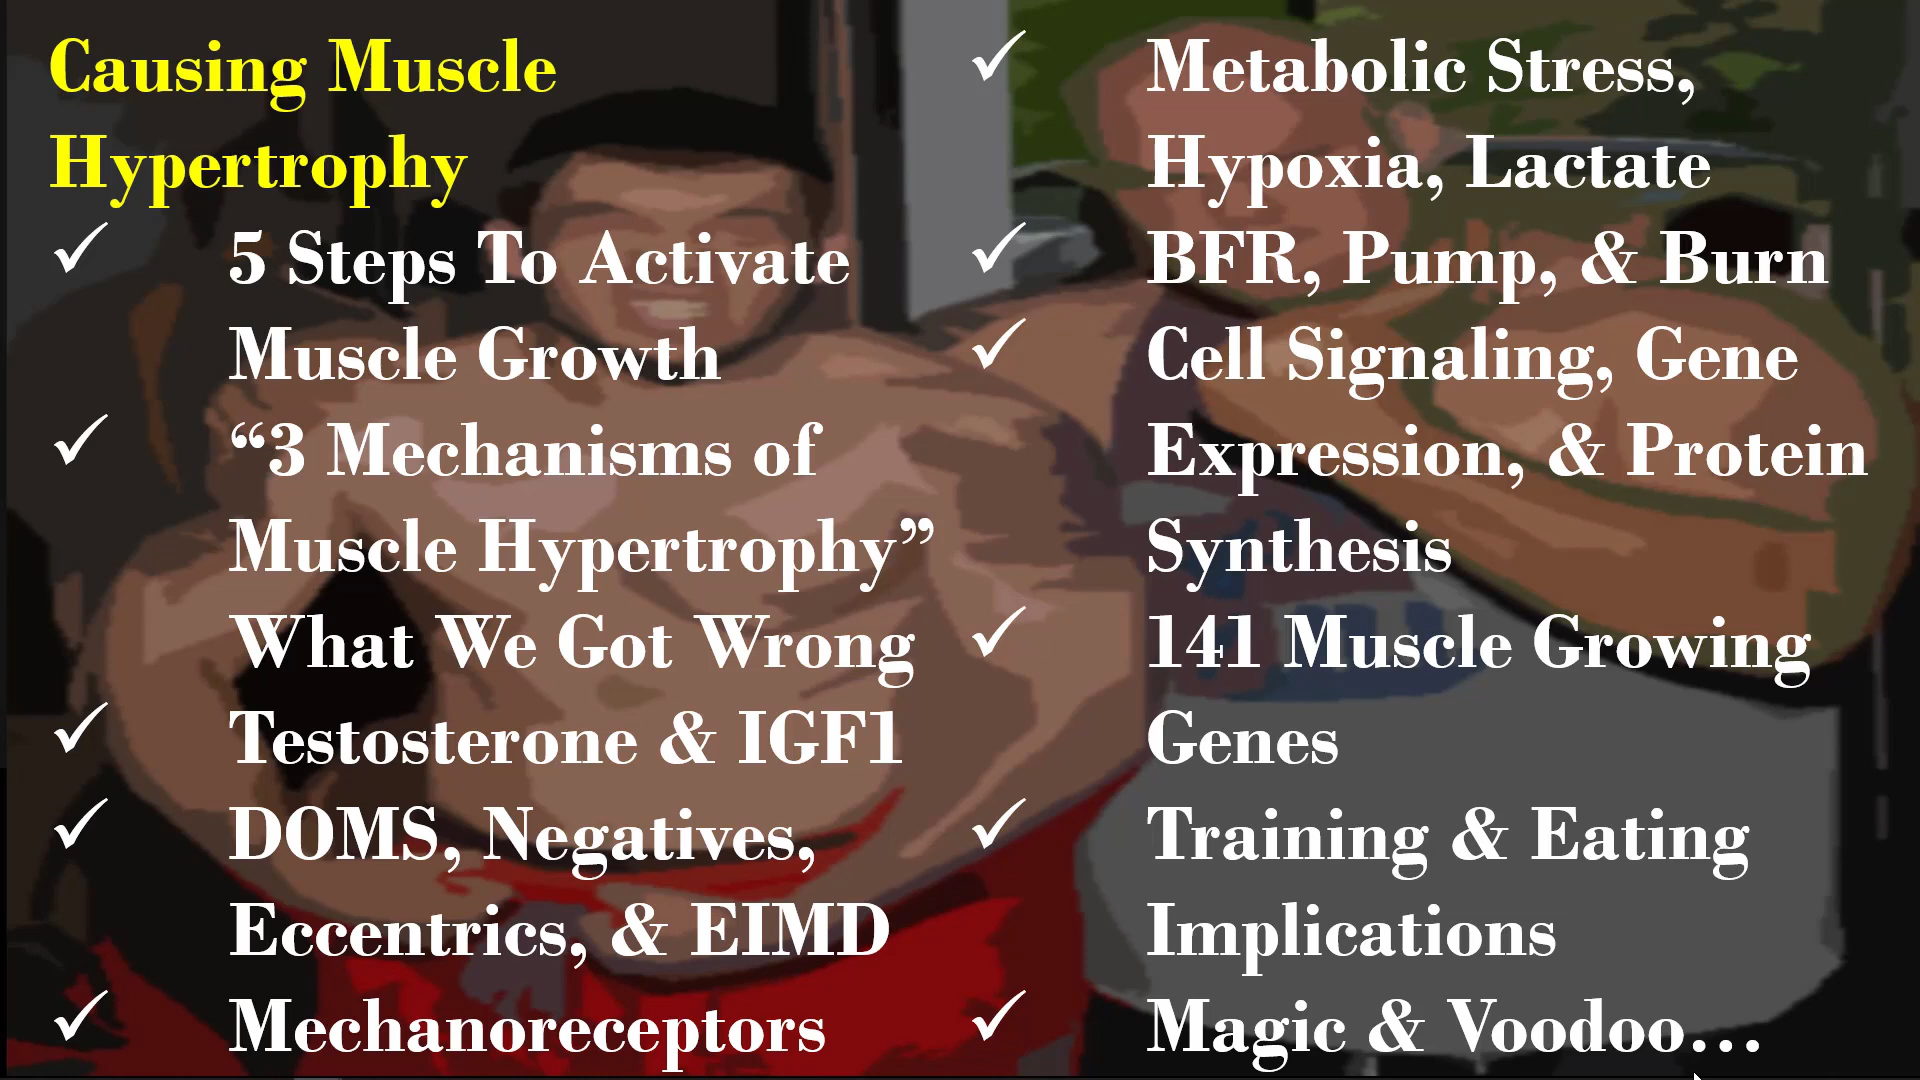 Causing Muscle
Hypertrophy
✓ 5 Steps To Activate
Muscle Growth
✓ “3 Mechanisms of
Muscle Hypertrophy”
What We Got Wrong
✓ Testosterone & IGF1
✓ DOMS, Negatives,
Eccentrics, & EIMD
✓ Mechanoreceptors
✓ Metabolic Stress,
Hypoxia, Lactate
✓ BFR, Pump, & Burn
✓ Cell Signaling, Gene
Expression, & Protein
Synthesis
✓ 141 Muscle Growing
Genes
✓ Training & Eating
Implications
✓ Magic & Voodoo...